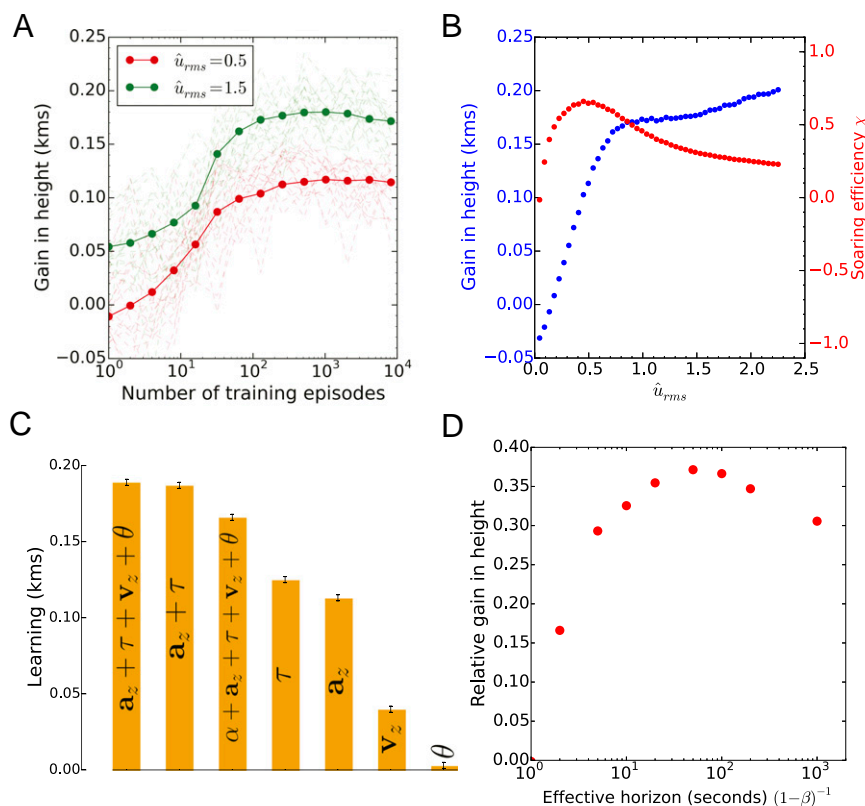 A
0.25
0.20
0.15
0.10
0.05
0.00
−0.05
Gain in height (kms)
û_rms=0.5
û_rms=1.5
10^0
10^1
10^2
10^3
10^4
Number of training episodes
B
0.25
0.20
0.15
0.10
0.05
0.00
−0.05
Gain in height (kms)
1.0
0.5
0.0
−0.5
−1.0
Soaring efficiency χ
0.0
0.5
1.0
1.5
2.0
2.5
û_rms
C
0.20
0.15
0.10
0.05
0.00
Learning (kms)
a_z + τ + v_z + θ
a_z + τ
α + a_z + τ + v_z + θ
τ
a_z
v_z
θ
D
0.40
0.35
0.30
0.25
0.20
0.15
0.10
0.05
0.00
Relative gain in height
10^0
10^1
10^2
10^3
Effective horizon (seconds) (1−β)^−1